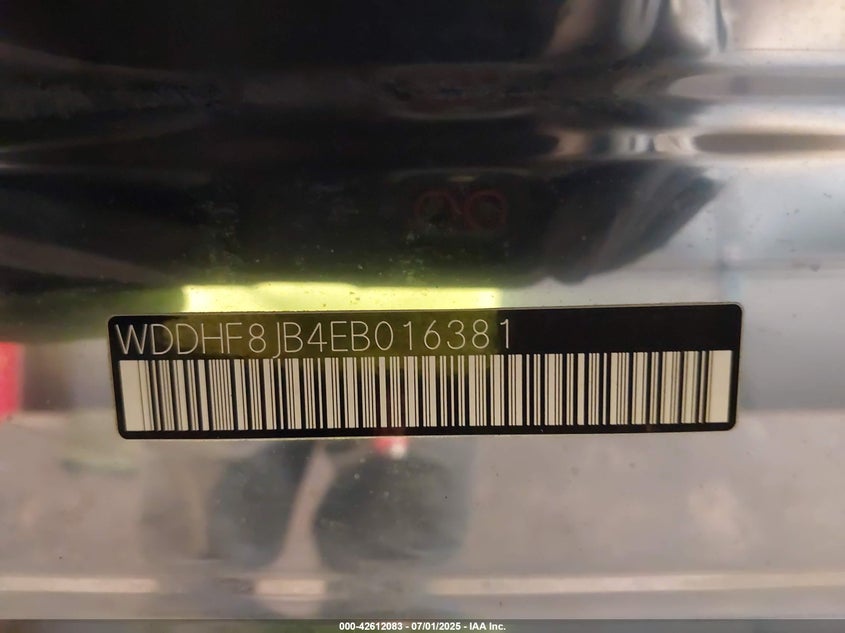 WDDHF8JB4EB016381
000-42612083 - 07/01/2025 - IAA Inc.